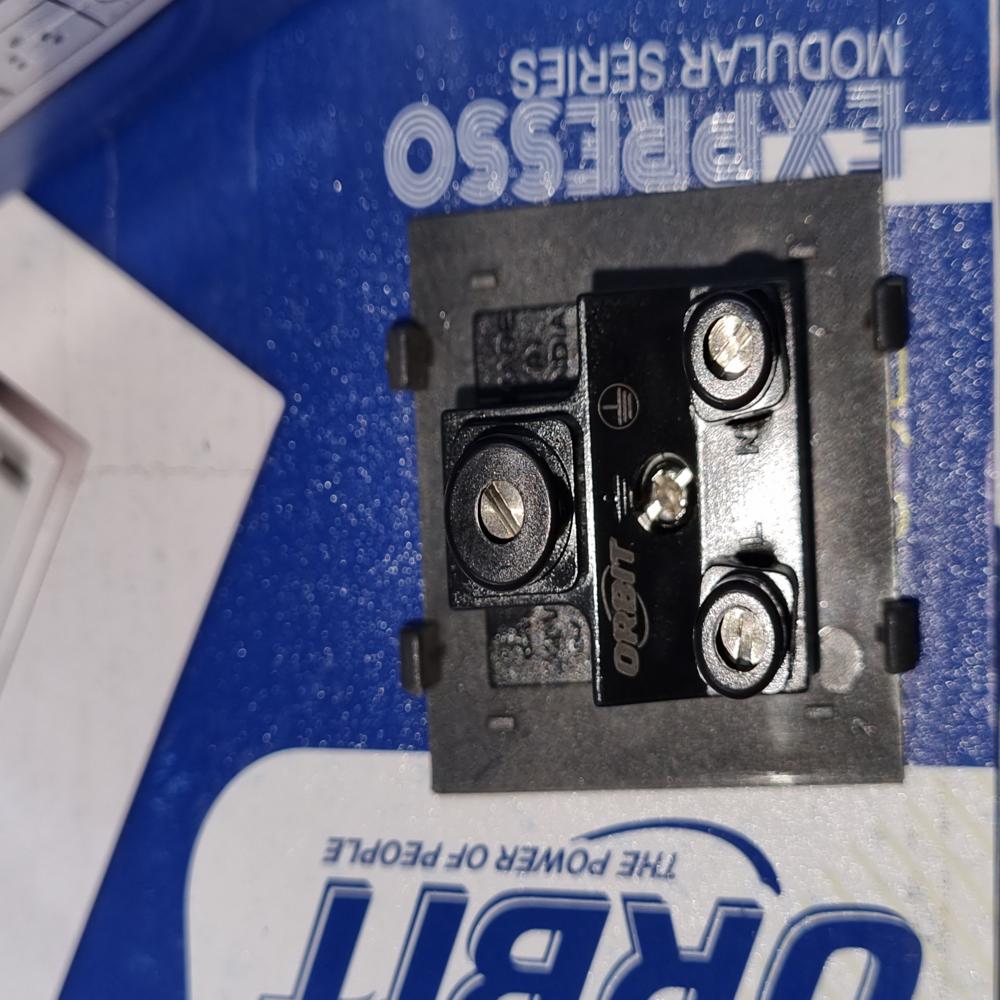 MODULAR SERIES
EXPRESSO
N
L
ORBIT
THE POWER OF PEOPLE
ORBIT